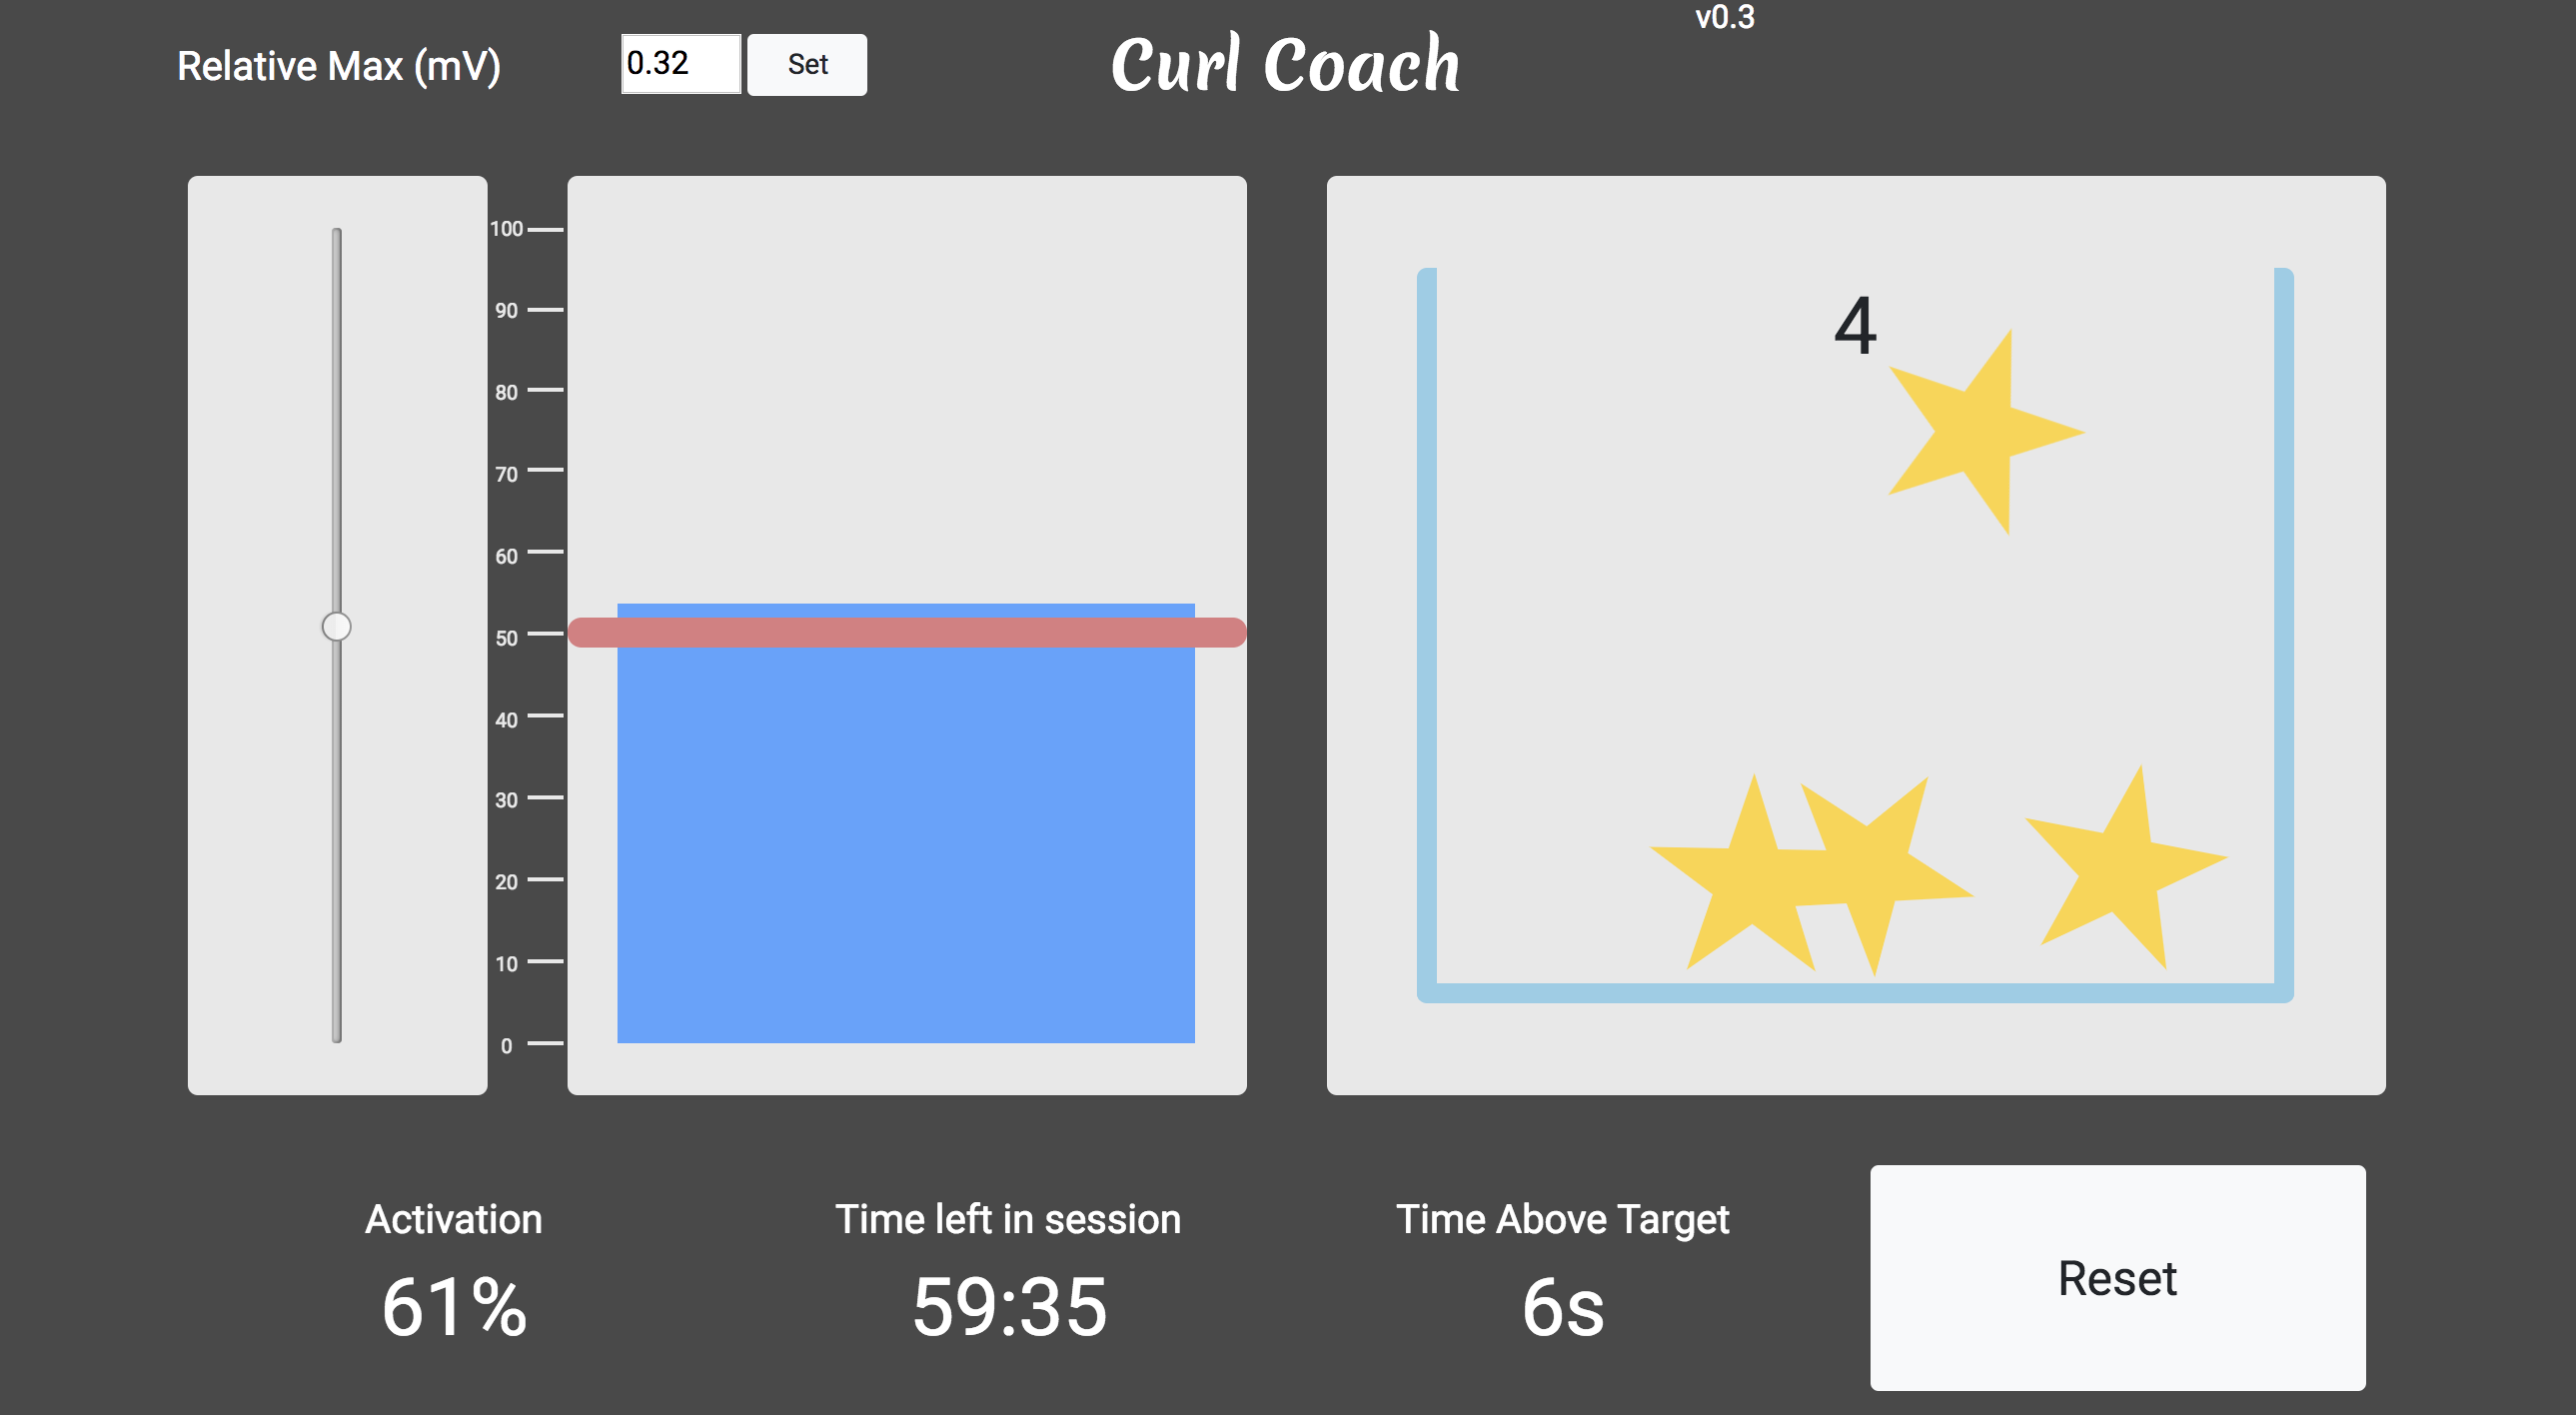 v0.3
Relative Max (mV) 0.32 Set Curl Coach
100
90
80
70
60
50
40
30
20
10
0
4
Activation Time left in session Time Above Target
61% 59:35 6s
Reset